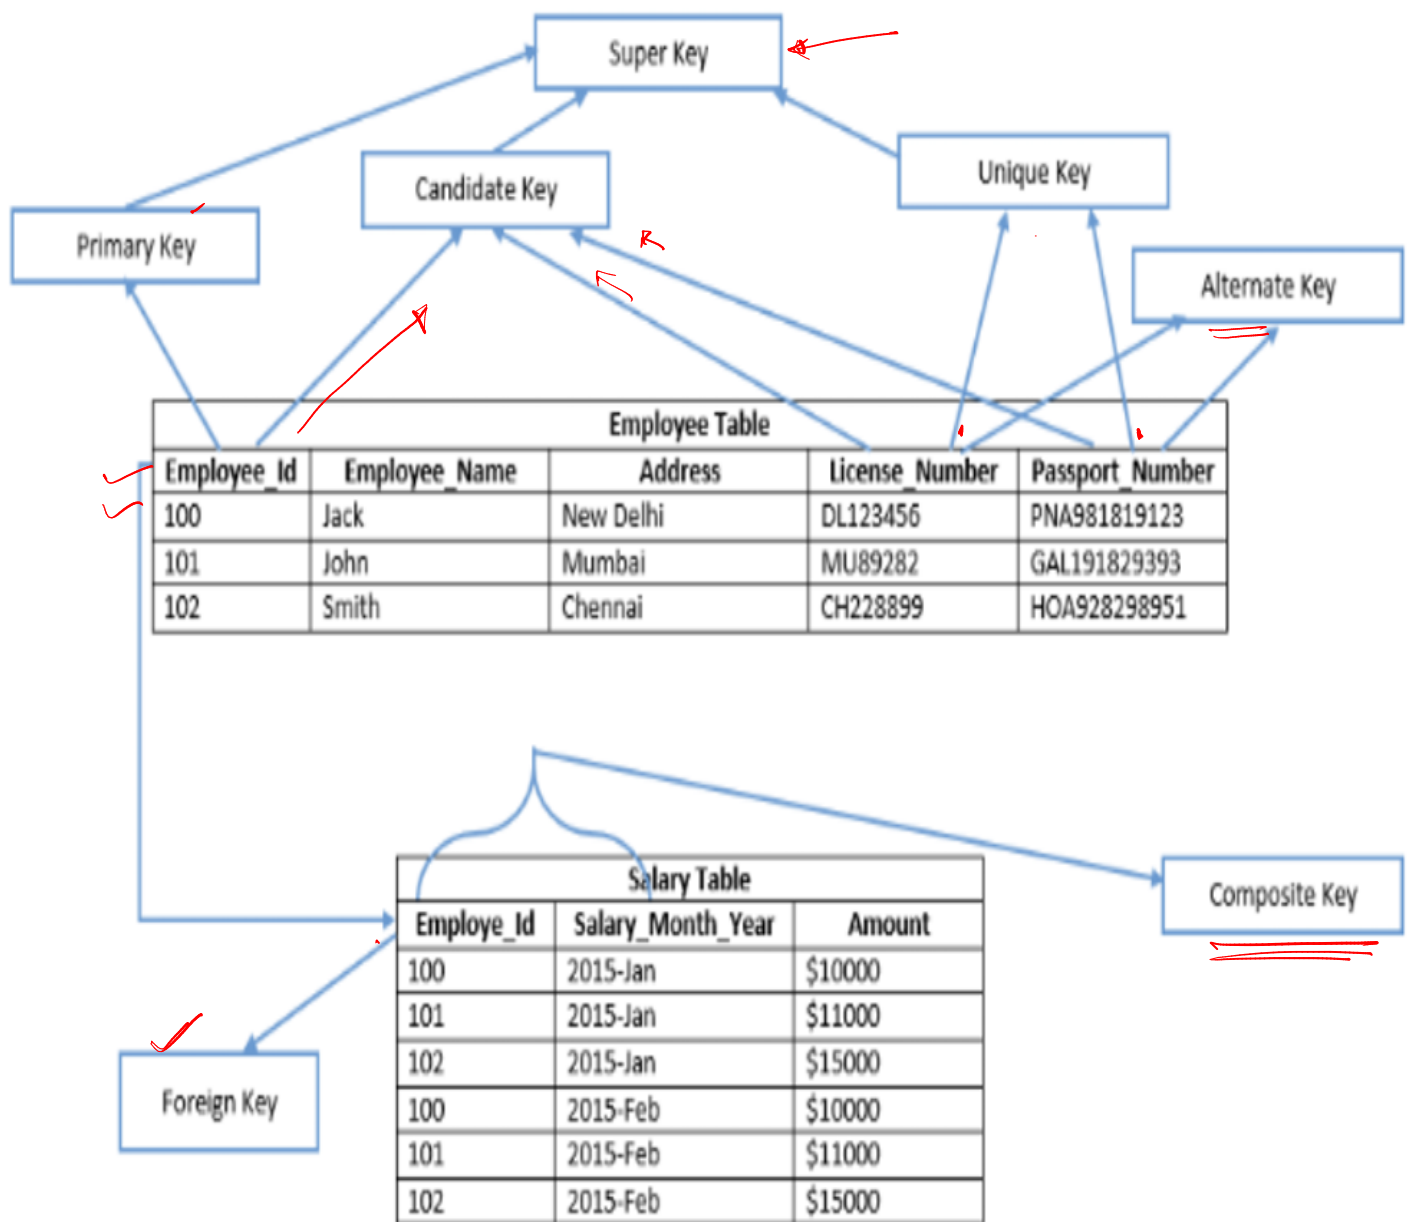 Super Key
Candidate Key
Unique Key
Primary Key
Alternate Key
Employee Table
Employee_Id Employee_Name Address License_Number Passport_Number
100 Jack New Delhi DL123456 PNA981819123
101 John Mumbai MU89282 GAL191829393
102 Smith Chennai CH228899 HOA928298951
Salary Table
Employe_Id Salary_Month_Year Amount
100 2015-Jan $10000
101 2015-Jan $11000
102 2015-Jan $15000
100 2015-Feb $10000
101 2015-Feb $11000
102 2015-Feb $15000
Composite Key
Foreign Key